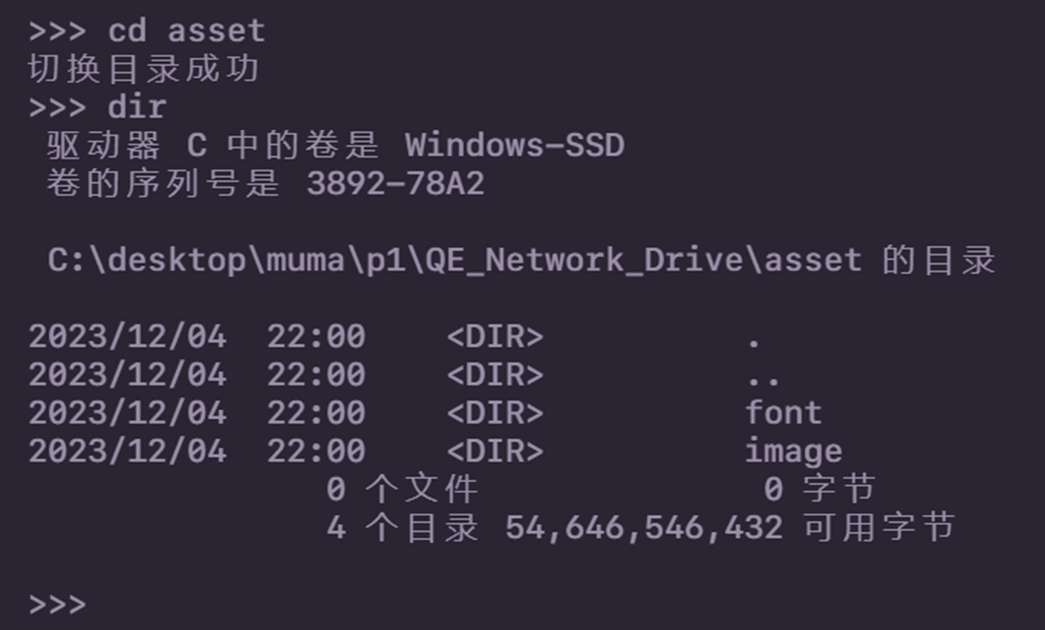 >>> cd asset
切换目录成功
>>> dir
 驱动器 C 中的卷是 Windows-SSD
 卷的序列号是 3892-78A2

 C:\desktop\muma\p1\QE_Network_Drive\asset 的目录

2023/12/04  22:00    <DIR>          .
2023/12/04  22:00    <DIR>          ..
2023/12/04  22:00    <DIR>          font
2023/12/04  22:00    <DIR>          image
               0 个文件              0 字节
               4 个目录 54,646,546,432 可用字节

>>>